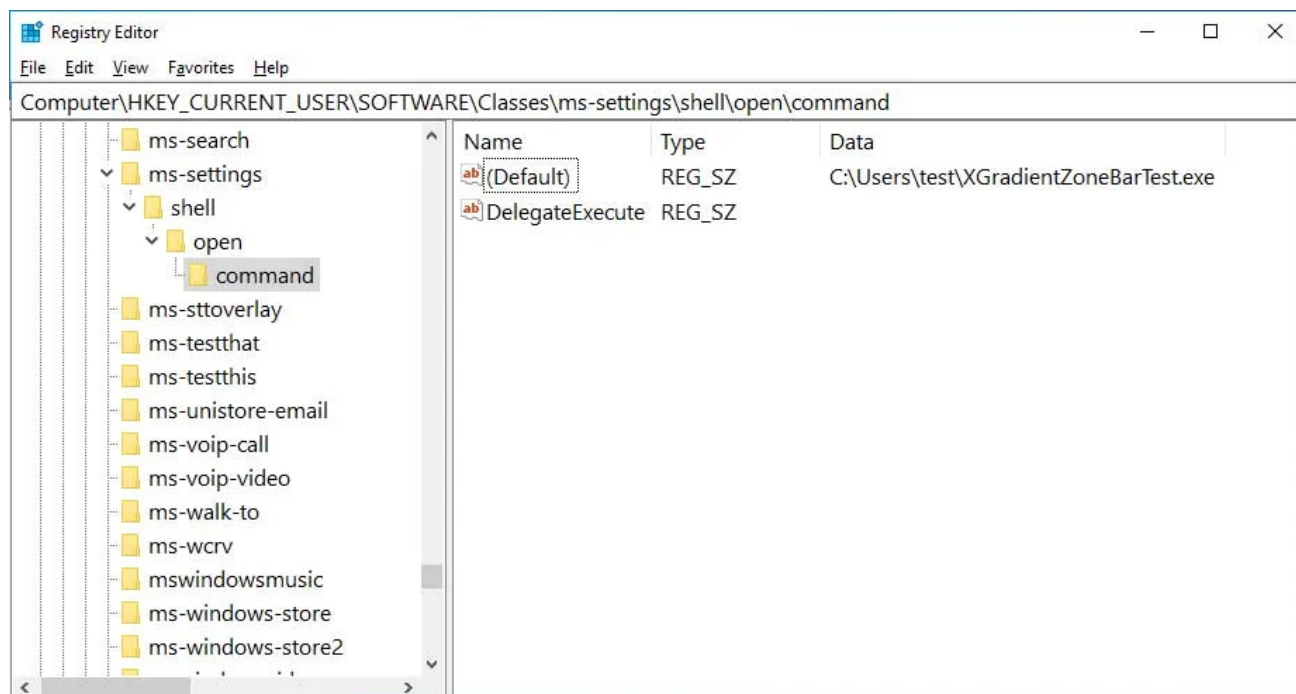 Registry Editor
File Edit View Favorites Help
Computer\HKEY_CURRENT_USER\SOFTWARE\Classes\ms-settings\shell\open\command
ms-search
ms-settings
shell
open
command
ms-sttoverlay
ms-testthat
ms-testthis
ms-unistore-email
ms-voip-call
ms-voip-video
ms-walk-to
ms-wcrv
mswindowsmusic
ms-windows-store
ms-windows-store2
Name Type Data
(Default) REG_SZ C:\Users\test\XGradientZoneBarTest.exe
DelegateExecute REG_SZ